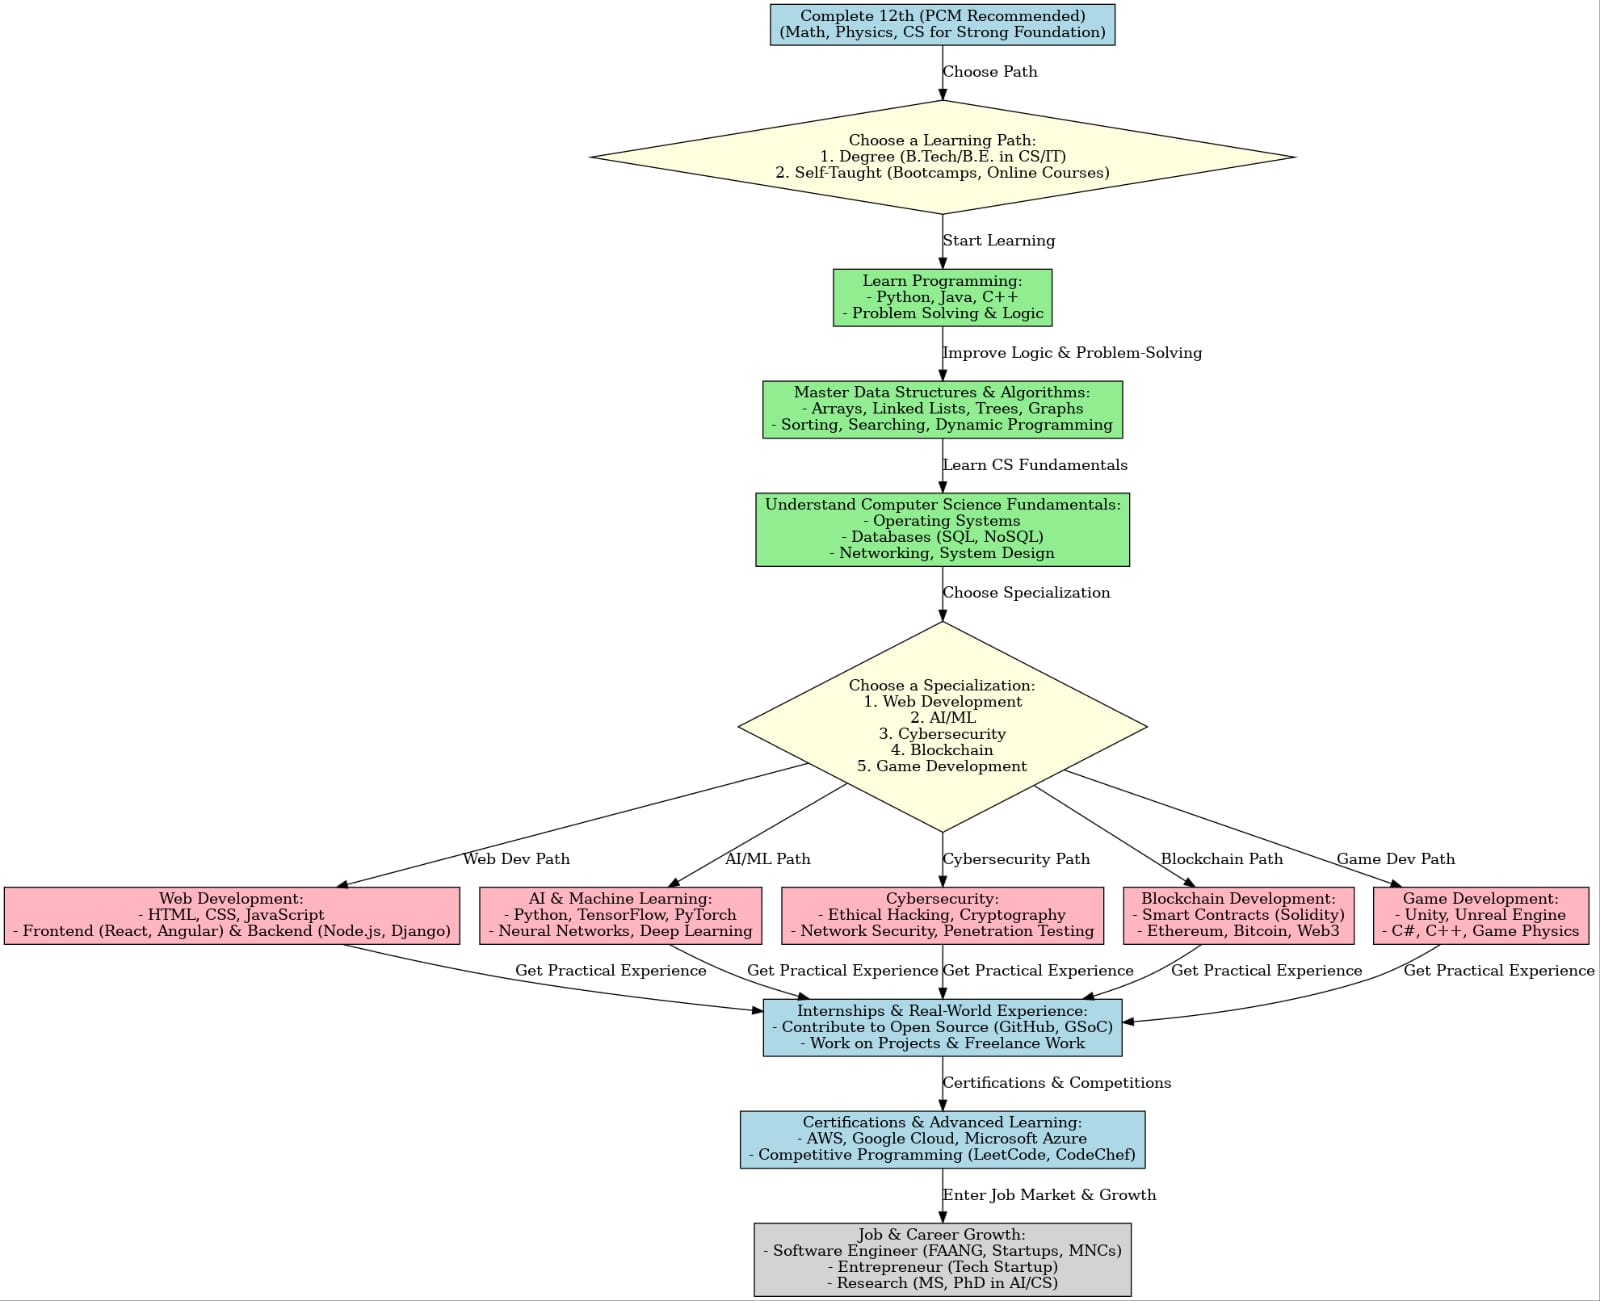 Complete 12th (PCM Recommended)
(Math, Physics, CS for Strong Foundation)
Choose Path
Choose a Learning Path:
1. Degree (B.Tech/B.E. in CS/IT)
2. Self-Taught (Bootcamps, Online Courses)
Start Learning
Learn Programming:
- Python, Java, C++
- Problem Solving & Logic
Improve Logic & Problem-Solving
Master Data Structures & Algorithms:
- Arrays, Linked Lists, Trees, Graphs
- Sorting, Searching, Dynamic Programming
Learn CS Fundamentals
Understand Computer Science Fundamentals:
- Operating Systems
- Databases (SQL, NoSQL)
- Networking, System Design
Choose Specialization
Choose a Specialization:
1. Web Development
2. AI/ML
3. Cybersecurity
4. Blockchain
5. Game Development
Web Dev Path
AI/ML Path
Cybersecurity Path
Blockchain Path
Game Dev Path
Web Development:
- HTML, CSS, JavaScript
- Frontend (React, Angular) & Backend (Node.js, Django)
AI & Machine Learning:
- Python, TensorFlow, PyTorch
- Neural Networks, Deep Learning
Cybersecurity:
- Ethical Hacking, Cryptography
- Network Security, Penetration Testing
Blockchain Development:
- Smart Contracts (Solidity)
- Ethereum, Bitcoin, Web3
Game Development:
- Unity, Unreal Engine
- C#, C++, Game Physics
Get Practical Experience
Get Practical Experience
Get Practical Experience
Get Practical Experience
Get Practical Experience
Internships & Real-World Experience:
- Contribute to Open Source (GitHub, GSoC)
- Work on Projects & Freelance Work
Certifications & Competitions
Certifications & Advanced Learning:
- AWS, Google Cloud, Microsoft Azure
- Competitive Programming (LeetCode, CodeChef)
Enter Job Market & Growth
Job & Career Growth:
- Software Engineer (FAANG, Startups, MNCs)
- Entrepreneur (Tech Startup)
- Research (MS, PhD in AI/CS)